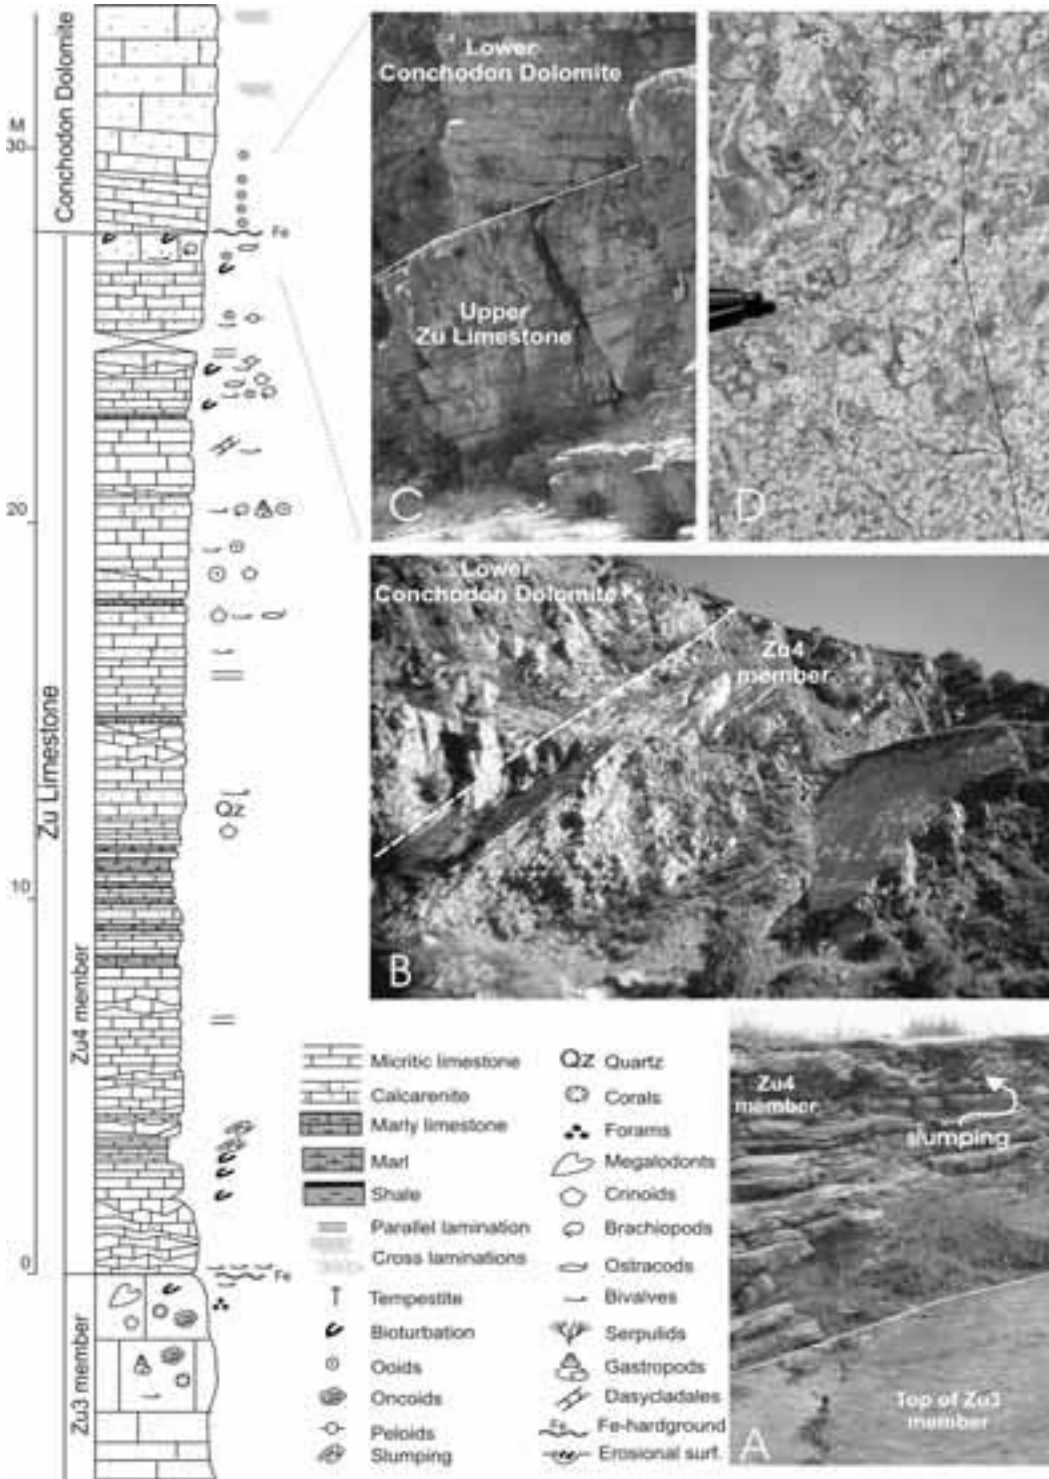 Conchodon Dolomite
Zu Limestone
Zu4 member
Zu3 member
M
30
20
10
0
Fe
Qz
Fe
Lower
Conchodon Dolomite
Upper
Zu Limestone
C
D
Lower
Conchodon Dolomite
Zu4
member
B
Zu4
member
slumping
Top of Zu3
member
A
Micritic limestone
Calcarenite
Marly limestone
Marl
Shale
Parallel lamination
Cross laminations
Tempestite
Bioturbation
Ooids
Oncoids
Peloids
Slumping
Qz Quartz
Corals
Forams
Megalodonts
Crinoids
Brachiopods
Ostracods
Bivalves
Serpulids
Gastropods
Dasycladales
Fe Fe-hardground
Erosional surf.